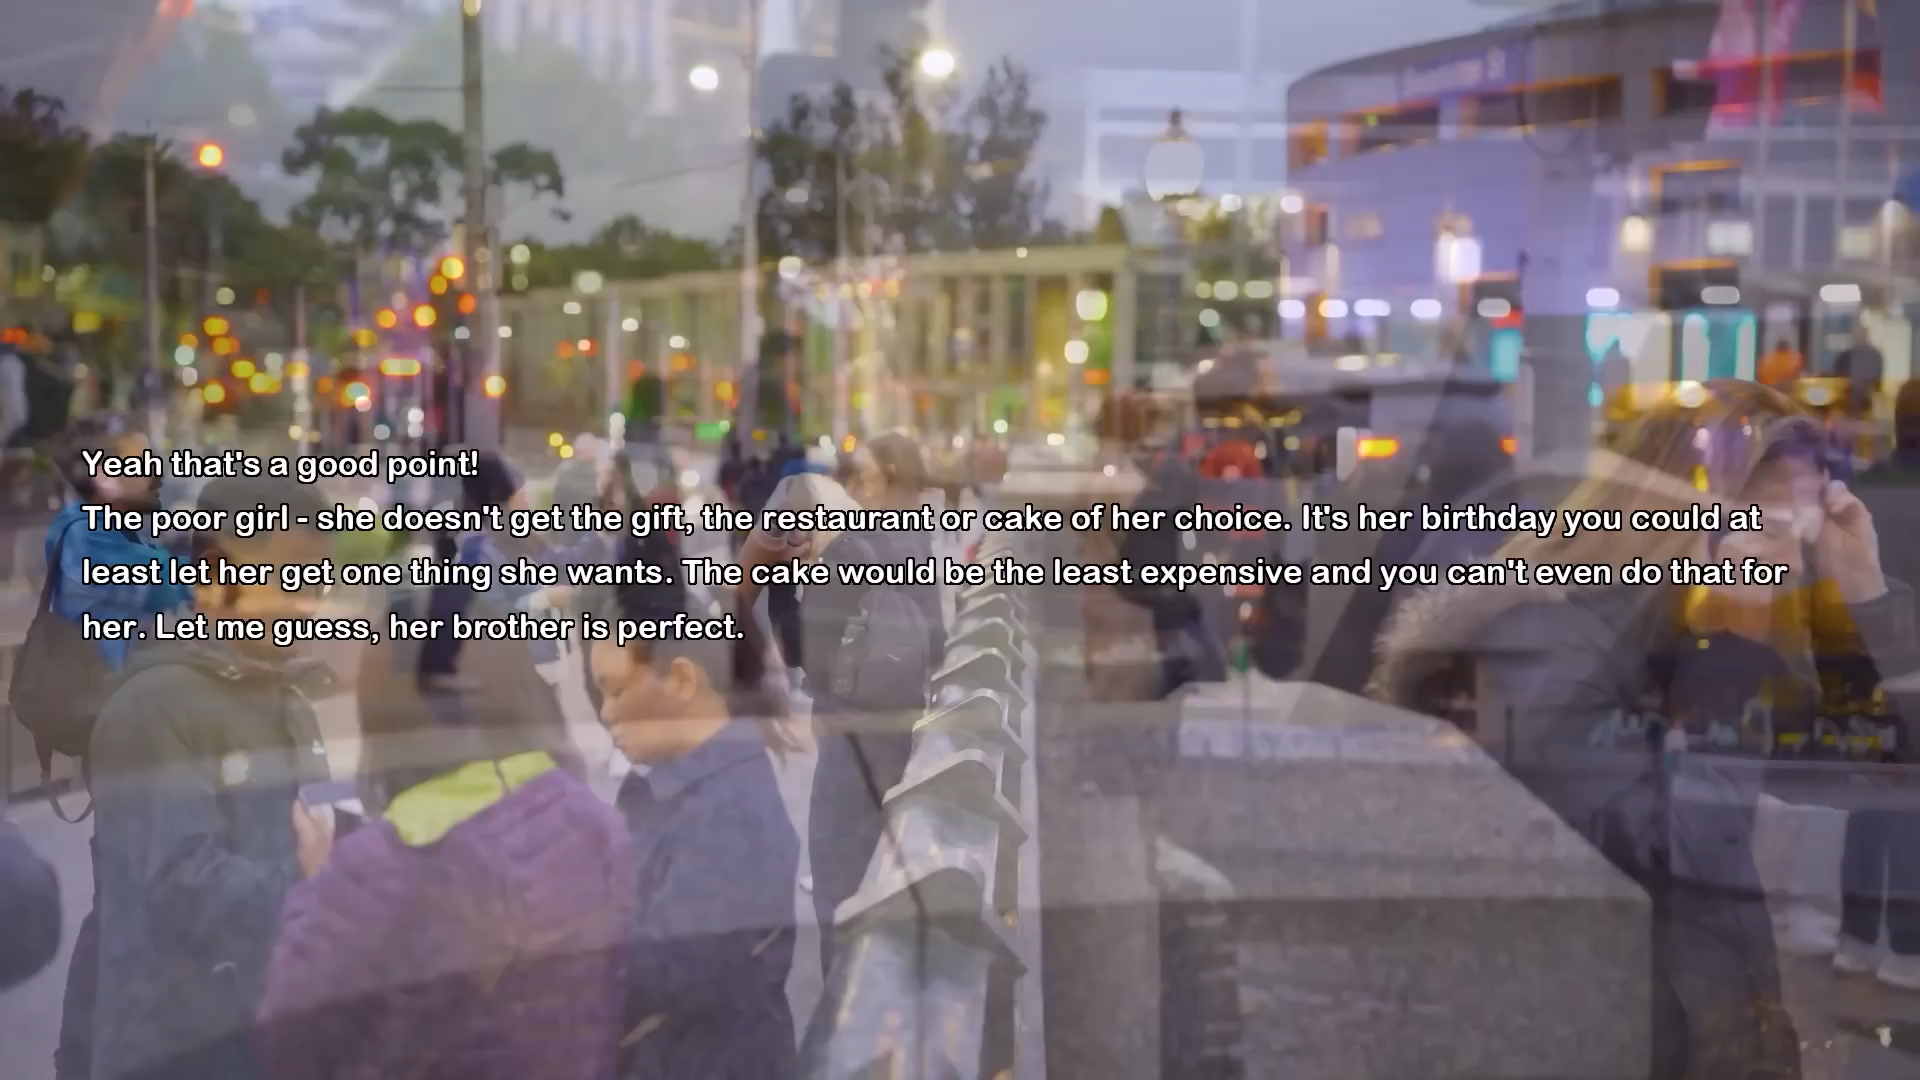 Yeah that's a good point!
The poor girl - she doesn't get the gift, the restaurant or cake of her choice. It's her birthday you could at
least let her get one thing she wants. The cake would be the least expensive and you can't even do that for
her. Let me guess, her brother is perfect.